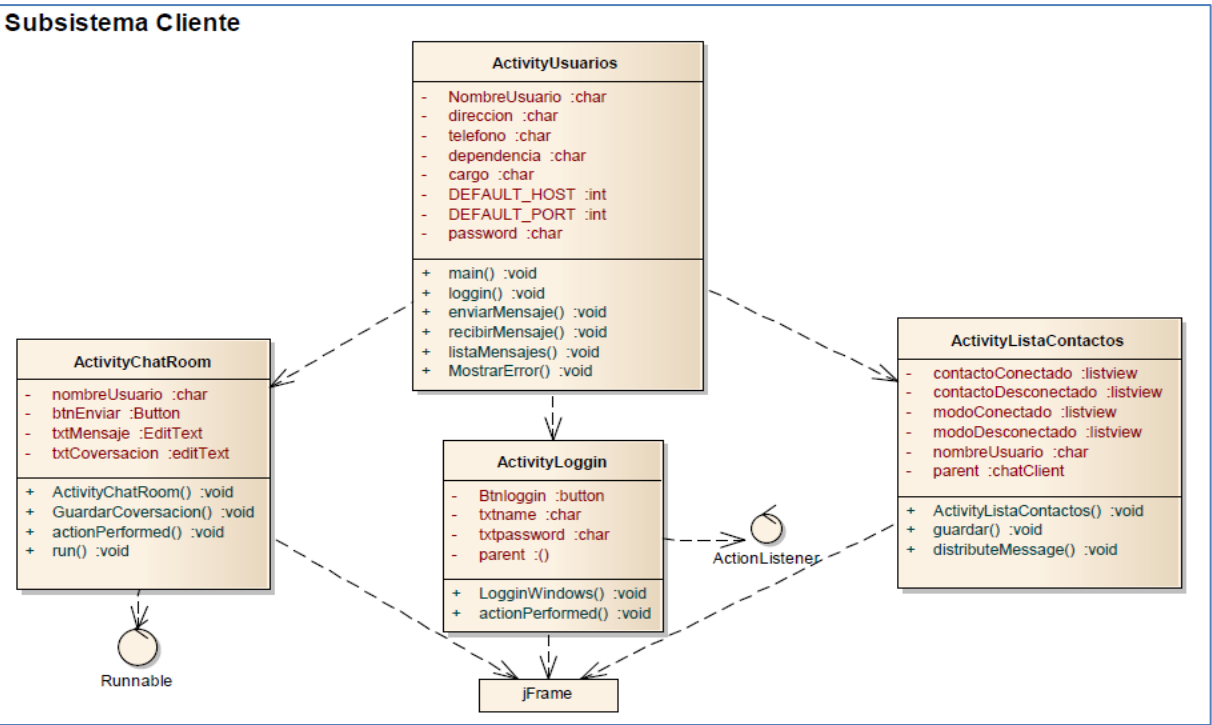 Subsistema Cliente
ActivityUsuarios
- NombreUsuario :char
- direccion :char
- telefono :char
- dependencia :char
- cargo :char
- DEFAULT_HOST :int
- DEFAULT_PORT :int
- password :char
+ main() :void
+ loggin() :void
+ enviarMensaje() :void
+ recibirMensaje() :void
+ listaMensajes() :void
+ MostrarError() :void
ActivityChatRoom
- nombreUsuario :char
- btnEnviar :Button
- txtMensaje :EditText
- txtCoversacion :editText
+ ActivityChatRoom() :void
+ GuardarCoversacion() :void
+ actionPerformed() :void
+ run() :void
ActivityLoggin
- Btnloggin :button
- txtname :char
- txtpassword :char
- parent :()
+ LogginWindows() :void
+ actionPerformed() :void
ActivityListaContactos
- contactoConectado :listview
- contactoDesconectado :listview
- modoConectado :listview
- modoDesconectado :listview
- nombreUsuario :char
- parent :chatClient
+ ActivityListaContactos() :void
+ guardar() :void
+ distributeMessage() :void
ActionListener
Runnable
jFrame